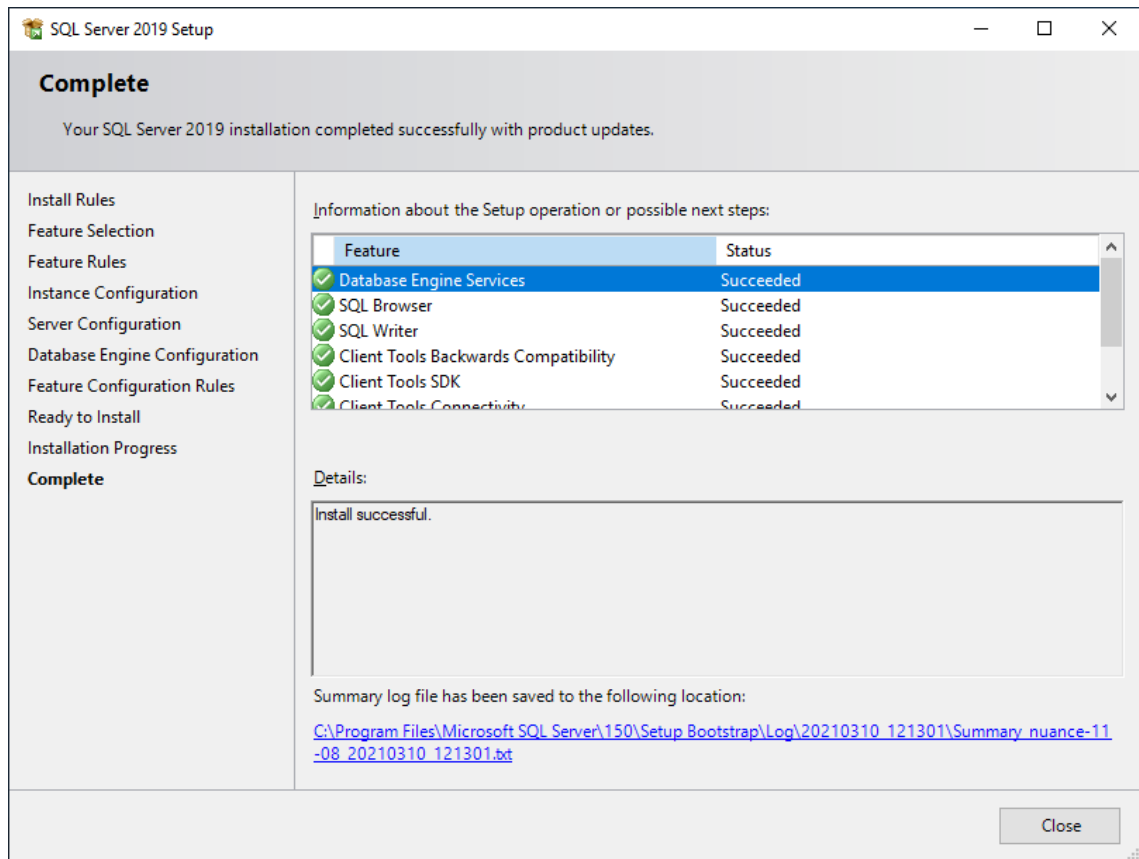 SQL Server 2019 Setup
Complete
Your SQL Server 2019 installation completed successfully with product updates.
Install Rules
Feature Selection
Feature Rules
Instance Configuration
Server Configuration
Database Engine Configuration
Feature Configuration Rules
Ready to Install
Installation Progress
Complete
Information about the Setup operation or possible next steps:
Feature Status
Database Engine Services Succeeded
SQL Browser Succeeded
SQL Writer Succeeded
Client Tools Backwards Compatibility Succeeded
Client Tools SDK Succeeded
Client Tools Connectivity Succeeded
Details:
Install successful.
Summary log file has been saved to the following location:
C:\Program Files\Microsoft SQL Server\150\Setup Bootstrap\Log\20210310_121301\Summary_nuance-11
-08_20210310_121301.txt
Close